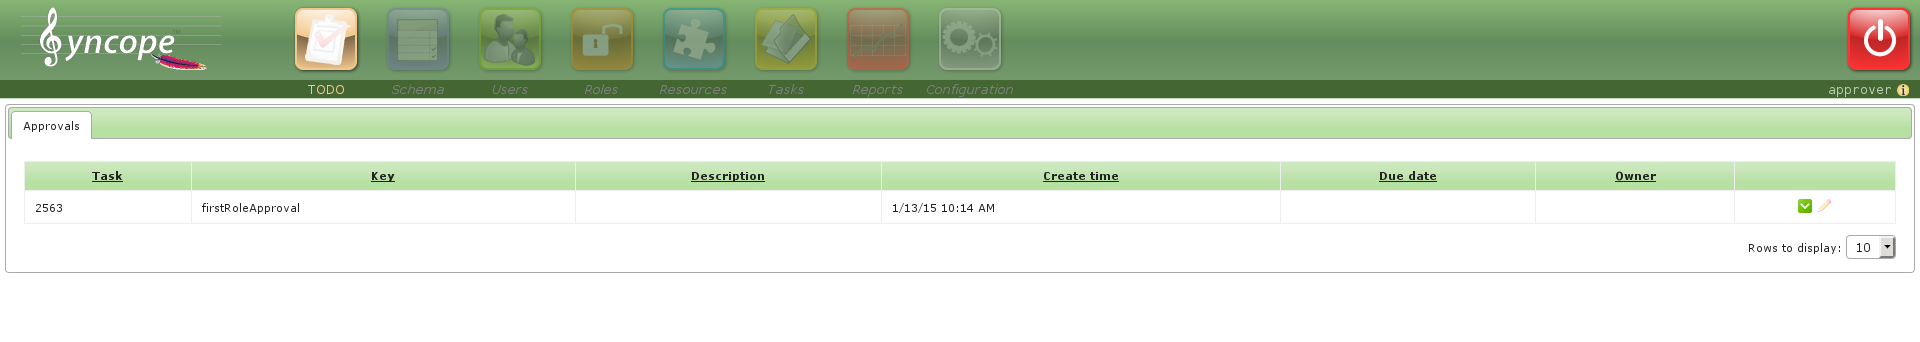 Syncope
TODO Schema Users Roles Resources Tasks Reports Configuration approver
Approvals
Task Key Description Create time Due date Owner
2563 firstRoleApproval 1/13/15 10:14 AM
Rows to display: 10